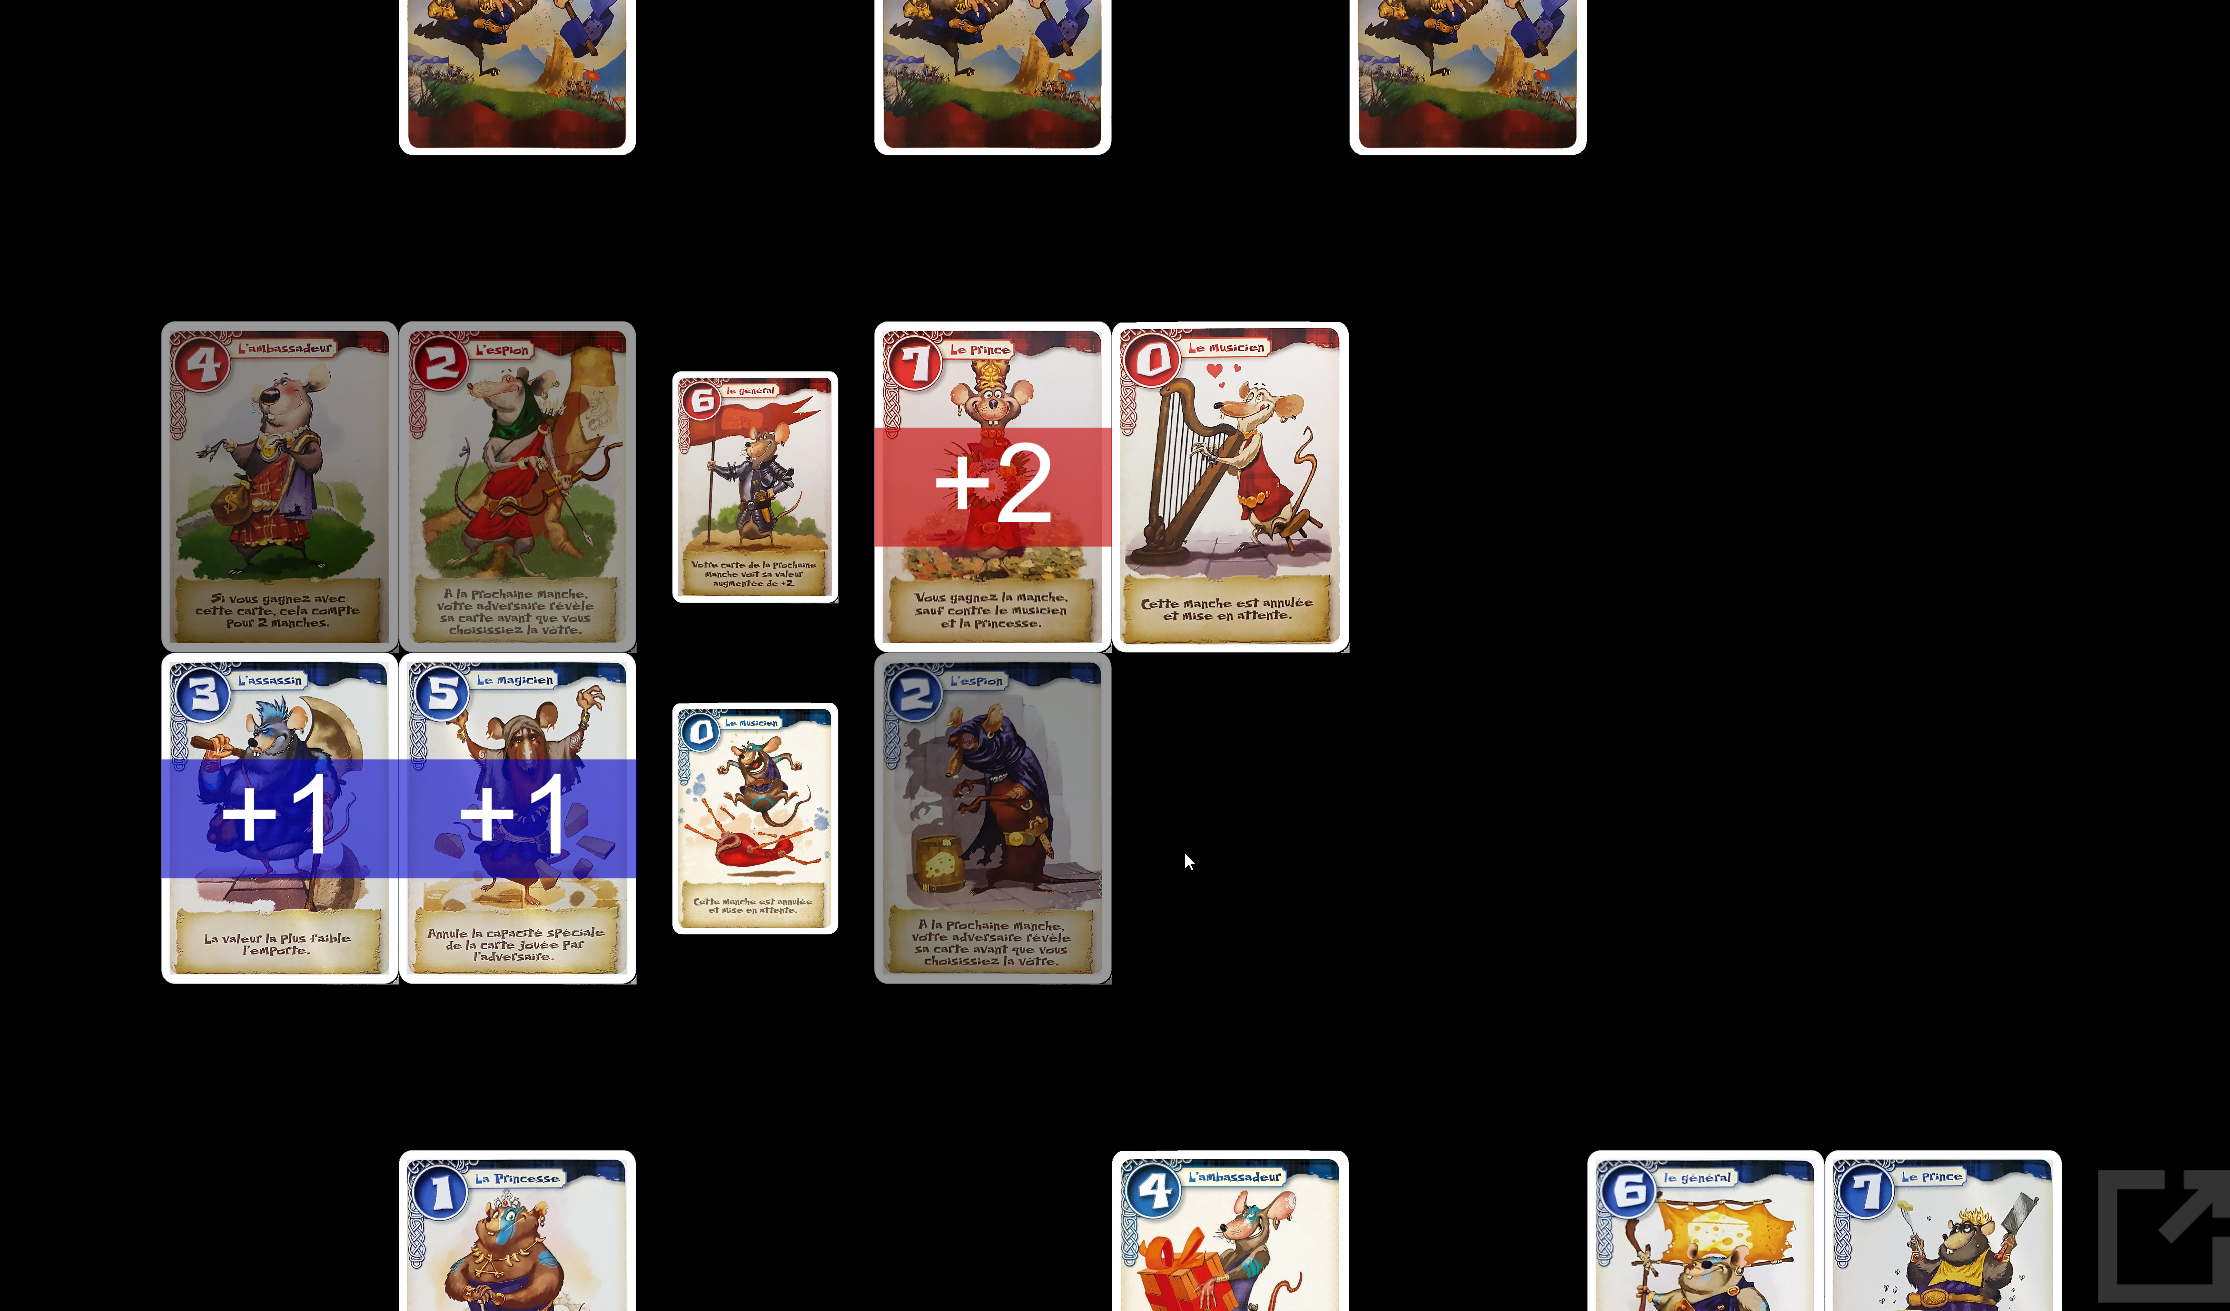 4 L'ambassadeur
Si vous gagnez avec
cette carte, cela compte
pour 2 manches.
2 L'espion
A la prochaine manche,
votre adversaire révèle
sa carte avant que vous
choisissiez la vôtre.
6 le général
Votre carte de la prochaine
manche voit sa valeur
augmentée de +2
7 Le Prince
+2
Vous gagnez la manche,
sauf contre le musicien
et la princesse.
0 Le Musicien
Cette manche est annulée
et mise en attente.
3 L'assassin
+1
La valeur la plus faible
l'emporte.
5 Le Magicien
+1
Annule la capacité spéciale
de la carte jouée par
l'adversaire.
0 Le Musicien
Cette manche est annulée
et mise en attente.
2 L'espion
A la prochaine manche,
votre adversaire révèle
sa carte avant que vous
choisissiez la vôtre.
1 La Princesse
4 L'ambassadeur
6 le général
7 Le Prince